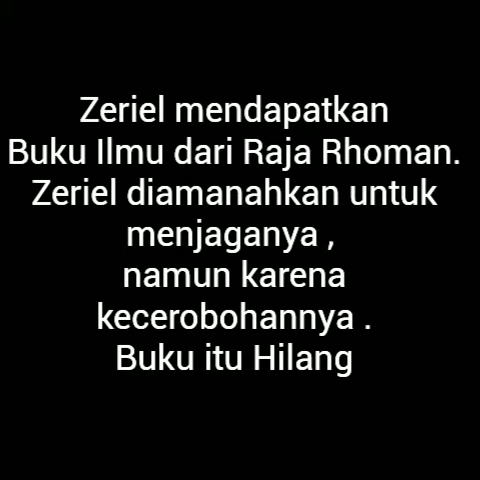 Zeriel mendapatkan
Buku Ilmu dari Raja Rhoman.
Zeriel diamanahkan untuk
menjaganya ,
namun karena
kecerobohannya .
Buku itu Hilang